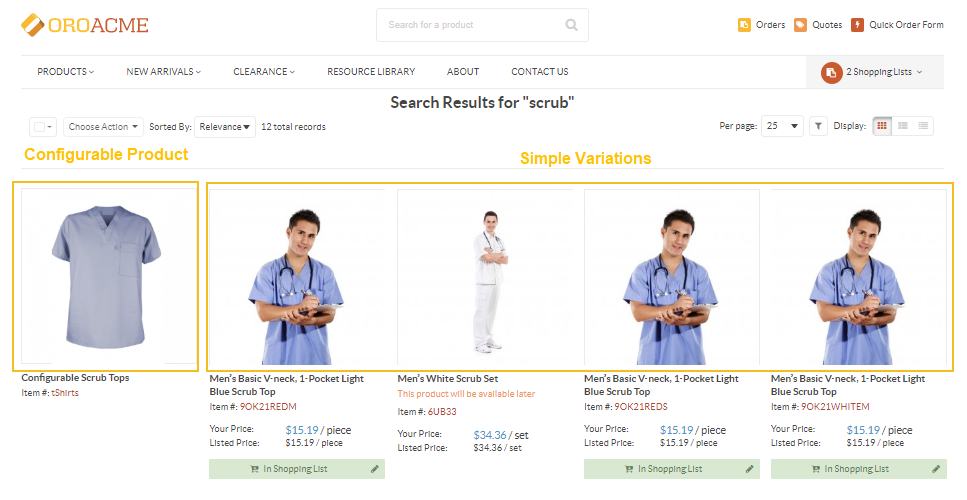 OROACME
Search for a product
Orders
Quotes
Quick Order Form
PRODUCTS
NEW ARRIVALS
CLEARANCE
RESOURCE LIBRARY
ABOUT
CONTACT US
2 Shopping Lists
Search Results for "scrub"
Choose Action
Sorted By:
Relevance
12 total records
Per page:
25
Display:
Configurable Product
Simple Variations
Configurable Scrub Tops
Item #: tShirts
Men's Basic V-neck, 1-Pocket Light
Blue Scrub Top
Item #: 9OK21REDM
Your Price: $15.19 / piece
Listed Price: $15.19 / piece
In Shopping List
Men's White Scrub Set
This product will be available later
Item #: 6UB33
Your Price: $34.36 / set
Listed Price: $34.36 / set
Men's Basic V-neck, 1-Pocket Light
Blue Scrub Top
Item #: 9OK21REDS
Your Price: $15.19 / piece
Listed Price: $15.19 / piece
In Shopping List
Men's Basic V-neck, 1-Pocket Light
Blue Scrub Top
Item #: 9OK21WHITEM
Your Price: $15.19 / piece
Listed Price: $15.19 / piece
In Shopping List